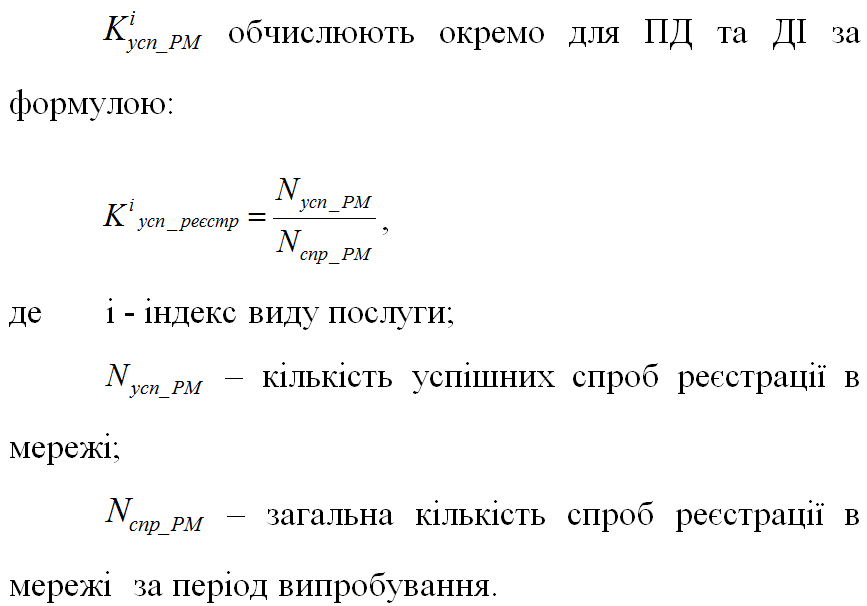 K^i_усп_РМ обчислюють окремо для ПД та ДІ за
формулою:
K^i_усп_реєстр = N_усп_РМ / N_спр_РМ ,
де і - індекс виду послуги;
N_усп_РМ – кількість успішних спроб реєстрації в
мережі;
N_спр_РМ – загальна кількість спроб реєстрації в
мережі за період випробування.